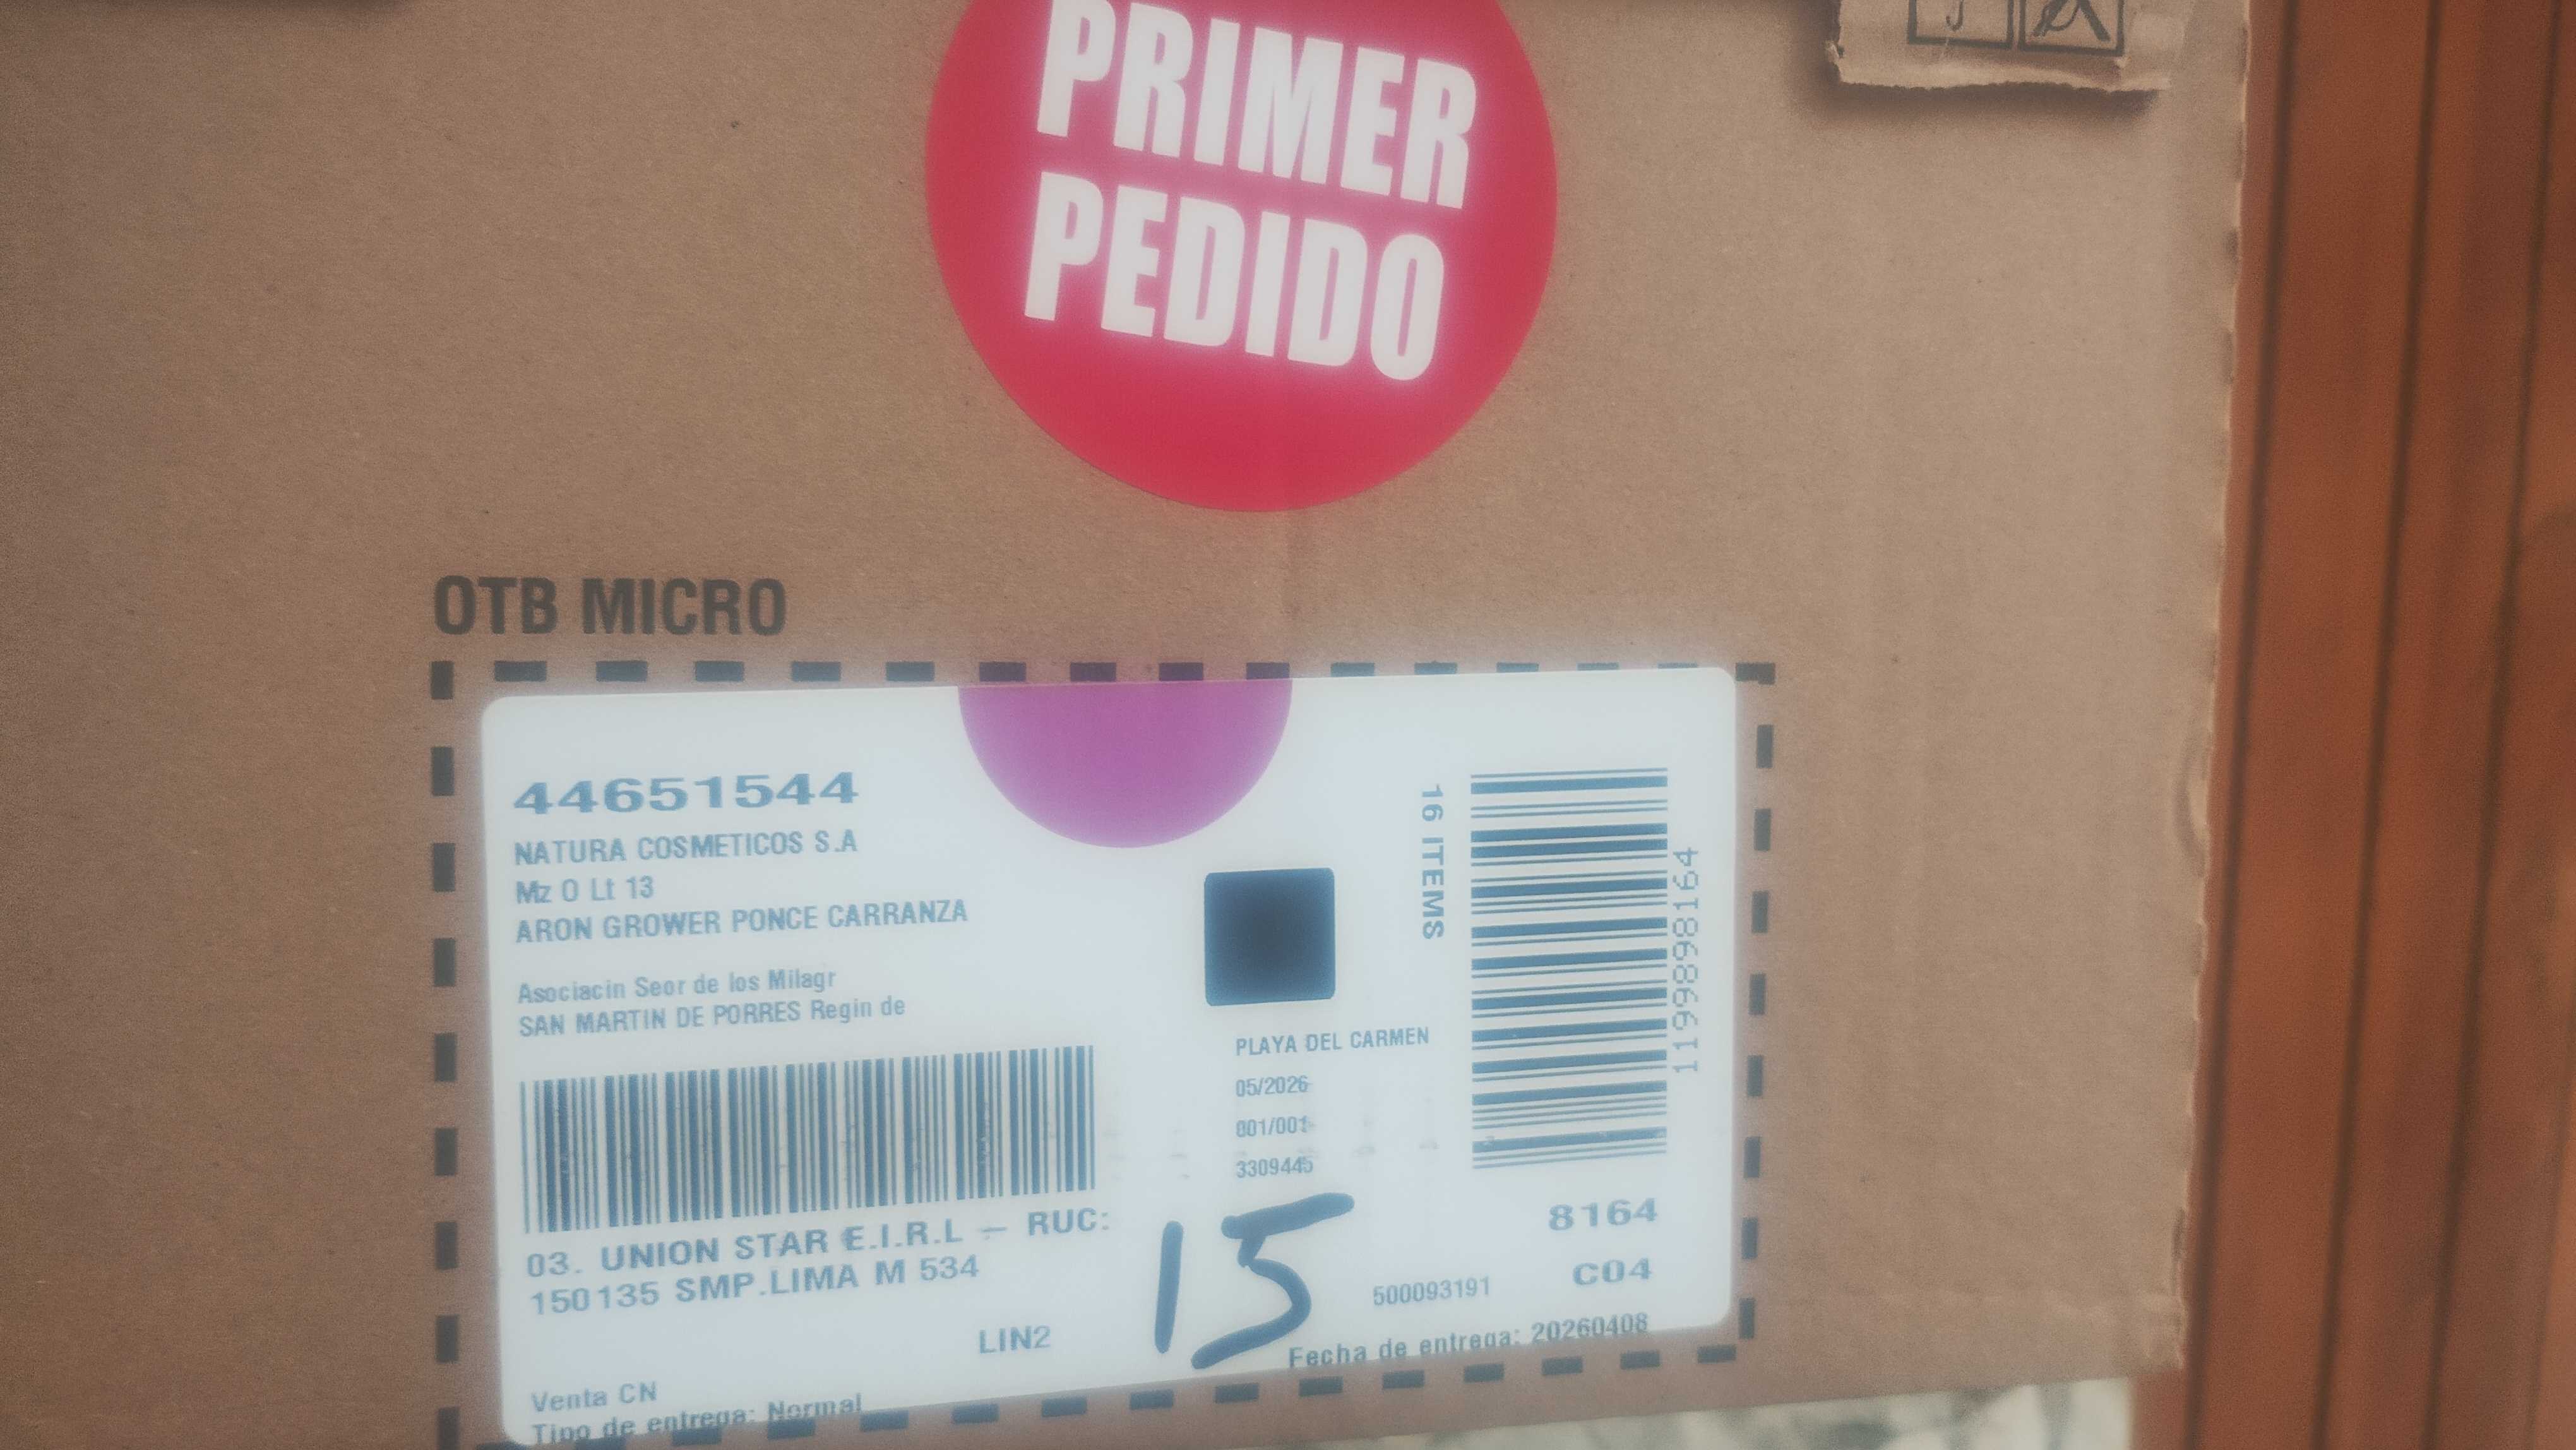 PRIMER
PEDIDO
OTB MICRO
44651544
NATURA COSMETICOS S.A
Mz O Lt 13
ARON GROWER PONCE CARRANZA
Asociacin Seor de los Milagr
SAN MARTIN DE PORRES Regin de
16 ITEMS
1199898164
PLAYA DEL CARMEN
05/2026
001/001
3309445
03. UNION STAR E.I.R.L - RUC:
150135 SMP.LIMA M 534
LIN2
15
8164
C04
500093191
Fecha de entrega: 20260408
Venta CN
Tipo de entrega: Normal